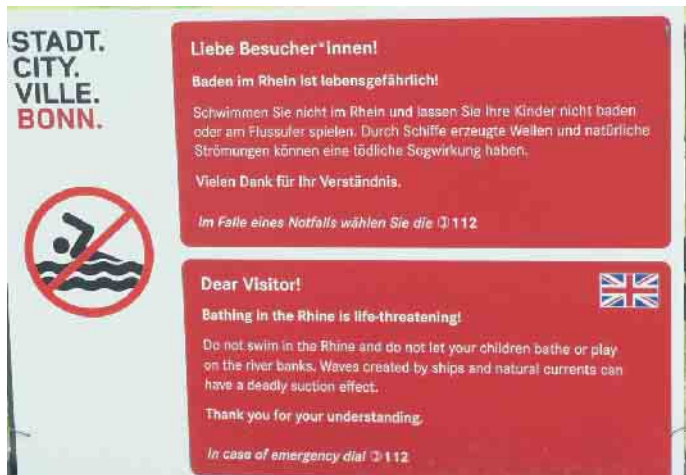 STADT.
CITY.
VILLE.
BONN.
Liebe Besucher*innen!
Baden im Rhein ist lebensgefährlich!
Schwimmen Sie nicht im Rhein und lassen Sie Ihre Kinder nicht baden
oder am Flussufer spielen. Durch Schiffe erzeugte Wellen und natürliche
Strömungen können eine tödliche Sogwirkung haben.
Vielen Dank für Ihr Verständnis.
Im Falle eines Notfalls wählen Sie die 112
Dear Visitor!
Bathing in the Rhine is life-threatening!
Do not swim in the Rhine and do not let your children bathe or play
on the river banks. Waves created by ships and natural currents can
have a deadly suction effect.
Thank you for your understanding.
In case of emergency dial 112